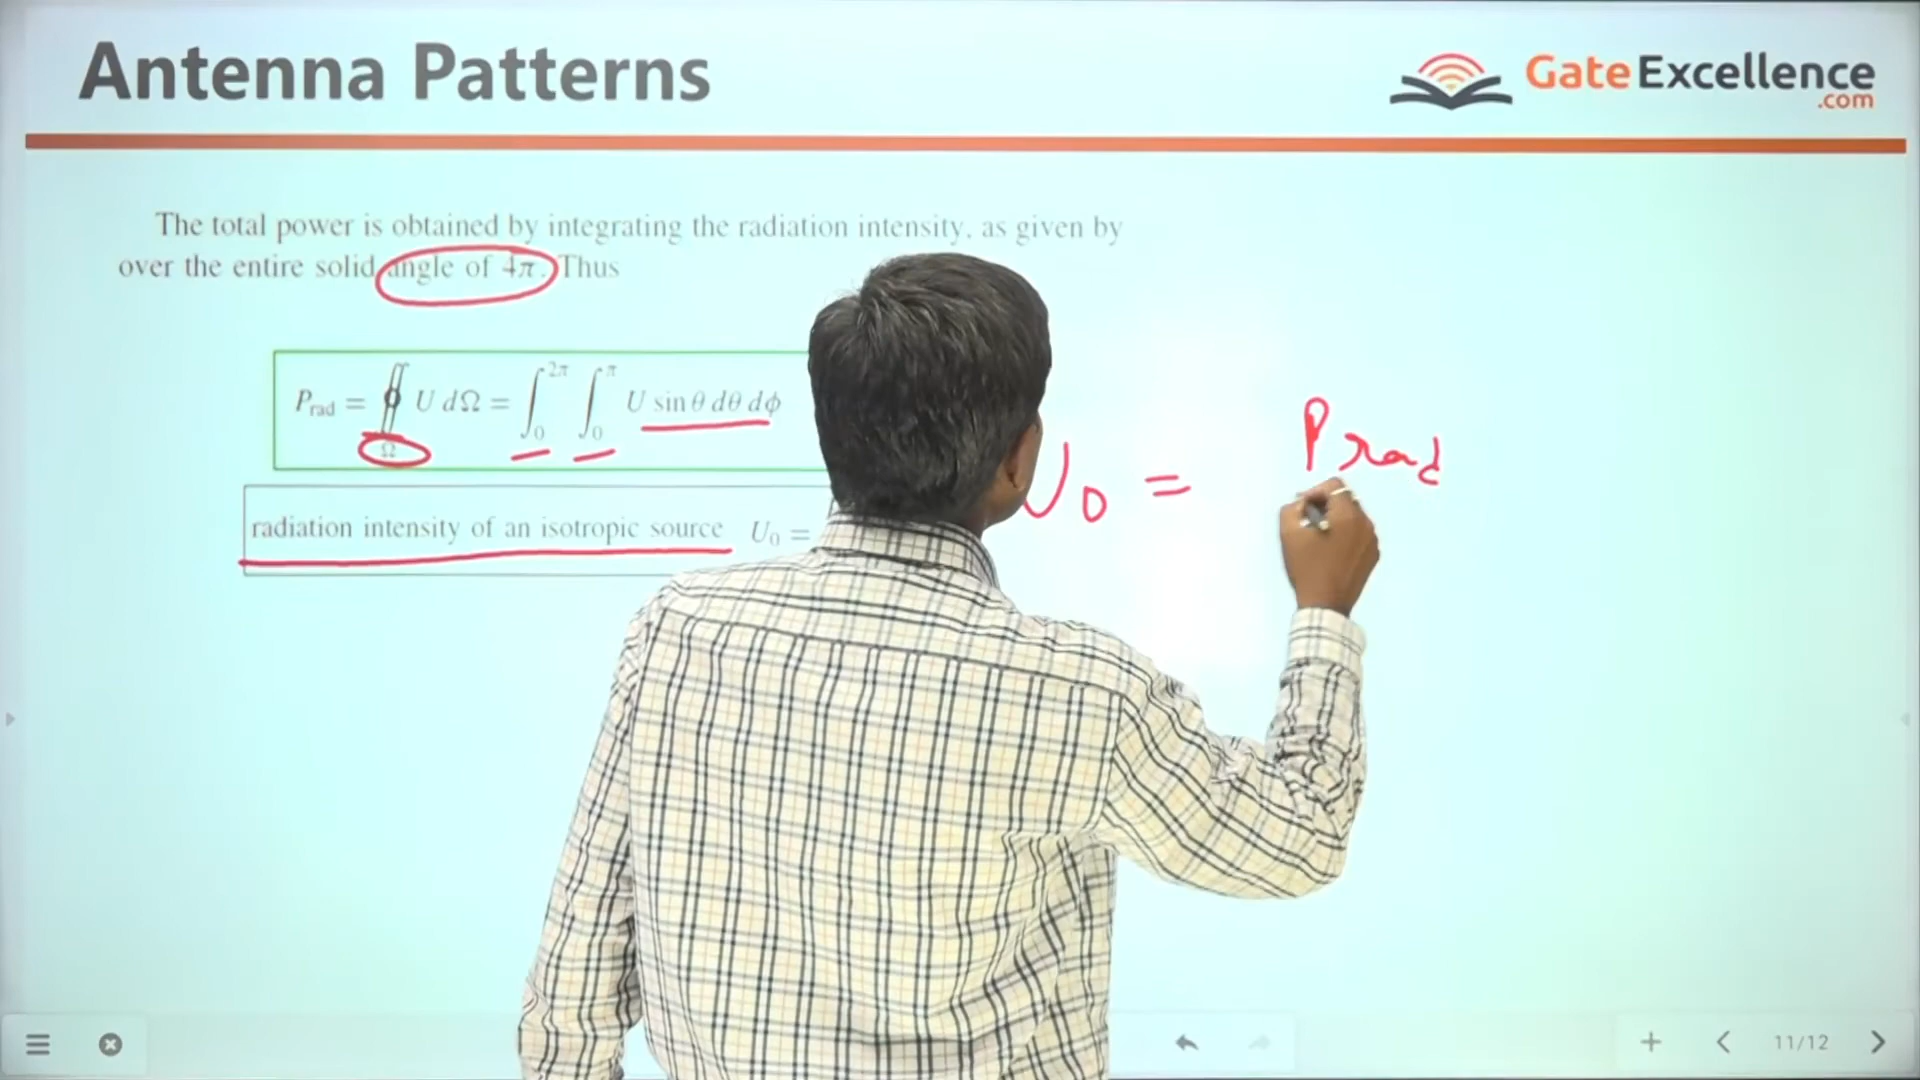 Antenna Patterns
GateExcellence
.com
The total power is obtained by integrating the radiation intensity, as given by
over the entire solid angle of 4π. Thus
P_rad = ∯_Ω U dΩ = ∫_0^2π ∫_0^π U sin θ dθ dϕ
radiation intensity of an isotropic source U_0 =
U_0 = P_rad
11/12